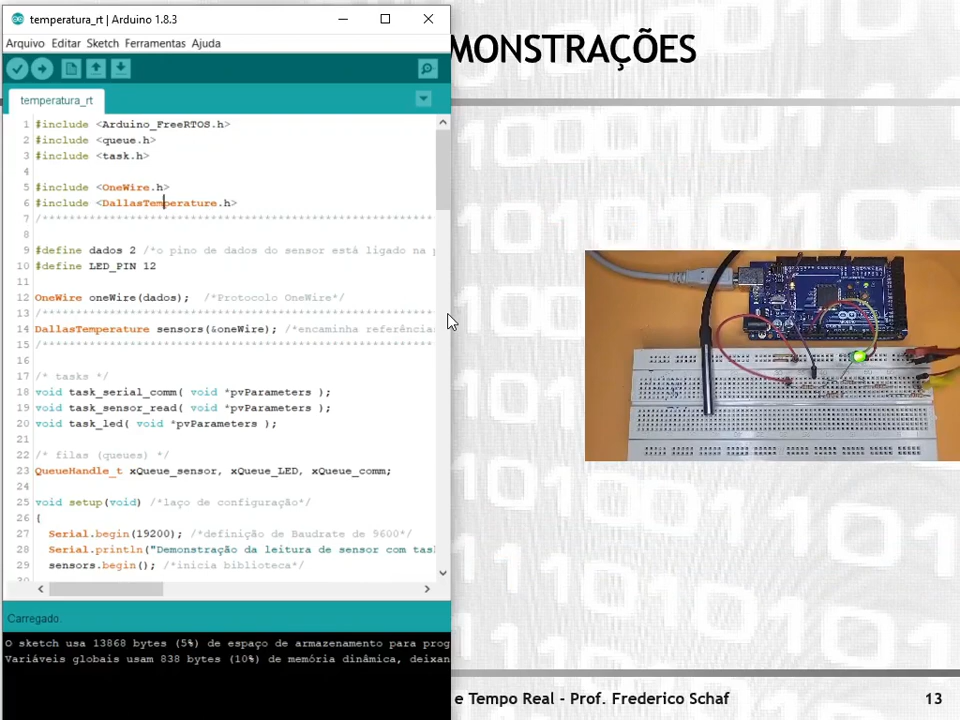 temperatura_rt | Arduino 1.8.3
Arquivo Editar Sketch Ferramentas Ajuda
MONSTRAÇÕES
temperatura_rt
1 #include <Arduino_FreeRTOS.h>
2 #include <queue.h>
3 #include <task.h>
4
5 #include <OneWire.h>
6 #include <DallasTemperature.h>
7 /***********************************************************
8
9 #define dados 2 /*o pino de dados do sensor está ligado na p
10 #define LED_PIN 12
11
12 OneWire oneWire(dados); /*Protocolo OneWire*/
13 /***********************************************************
14 DallasTemperature sensors(&oneWire); /*encaminha referência
15 /***********************************************************
16
17 /* tasks */
18 void task_serial_comm( void *pvParameters );
19 void task_sensor_read( void *pvParameters );
20 void task_led( void *pvParameters );
21
22 /* filas (queues) */
23 QueueHandle_t xQueue_sensor, xQueue_LED, xQueue_comm;
24
25 void setup(void) /*laço de configuração*/
26 {
27 Serial.begin(19200); /*definição de Baudrate de 9600*/
28 Serial.println("Demonstração da leitura de sensor com task
29 sensors.begin(); /*inicia biblioteca*/
Carregado.
O sketch usa 13868 bytes (5%) de espaço de armazenamento para prog
Variáveis globais usam 838 bytes (10%) de memória dinâmica, deixan
e Tempo Real - Prof. Frederico Schaf
13